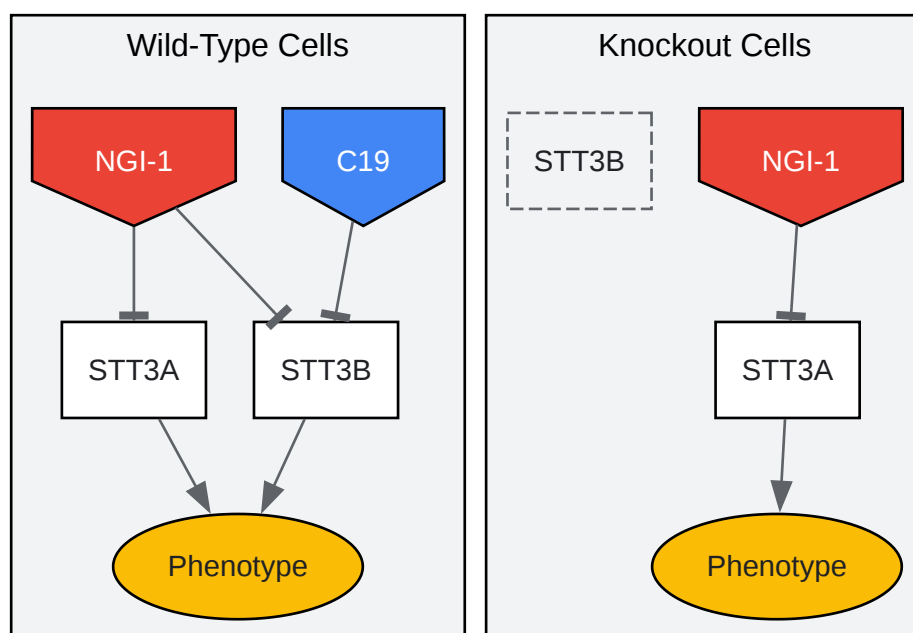 Wild-Type Cells
NGI-1
C19
STT3A
STT3B
Phenotype
Knockout Cells
STT3B
NGI-1
STT3A
Phenotype